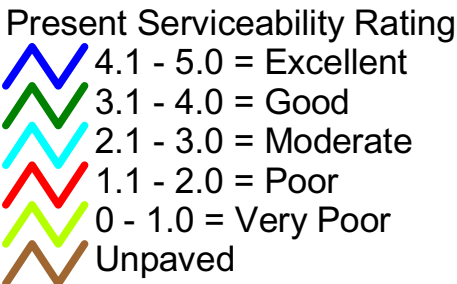 Present Serviceability Rating
4.1 - 5.0 = Excellent
3.1 - 4.0 = Good
2.1 - 3.0 = Moderate
1.1 - 2.0 = Poor
0 - 1.0 = Very Poor
Unpaved